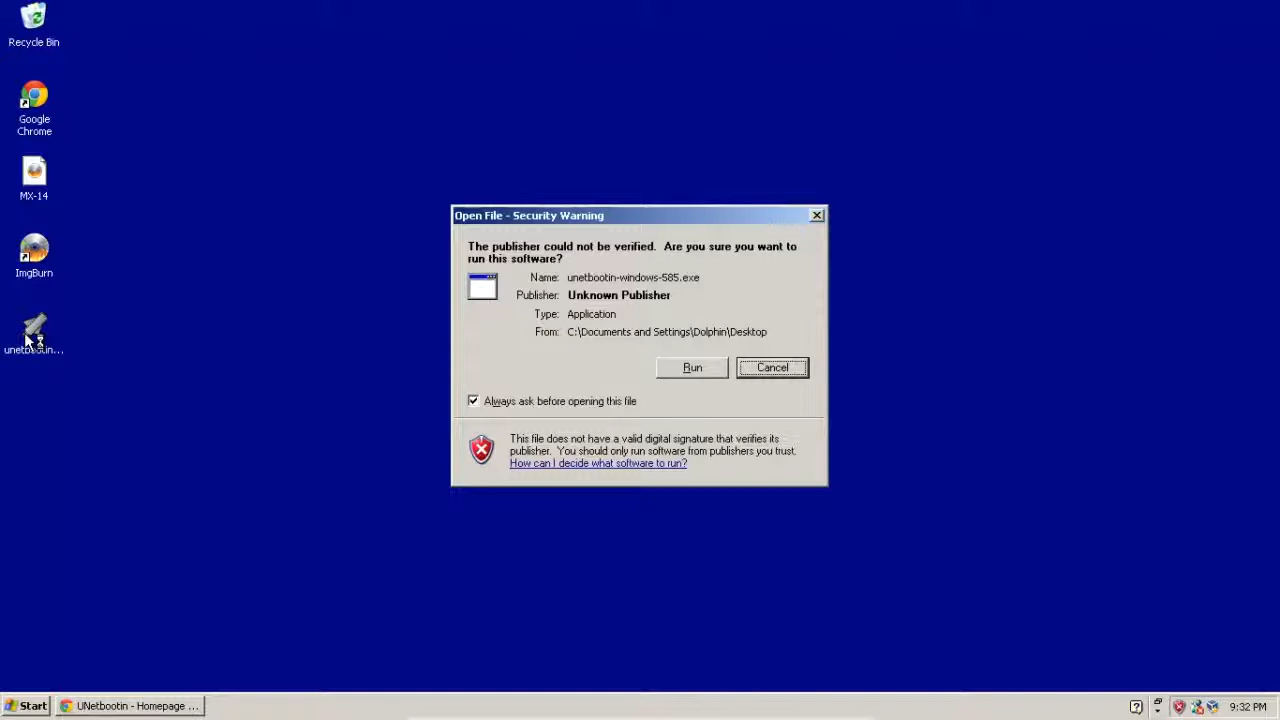 Recycle Bin
Google
Chrome
MX-14
ImgBurn
unetbootin...
Open File - Security Warning
The publisher could not be verified.  Are you sure you want to
run this software?
Name: unetbootin-windows-585.exe
Publisher: Unknown Publisher
Type: Application
From: C:\Documents and Settings\Dolphin\Desktop
Run
Cancel
Always ask before opening this file
This file does not have a valid digital signature that verifies its
publisher.  You should only run software from publishers you trust.
How can I decide what software to run?
Start
UNetbootin - Homepage ...
9:32 PM